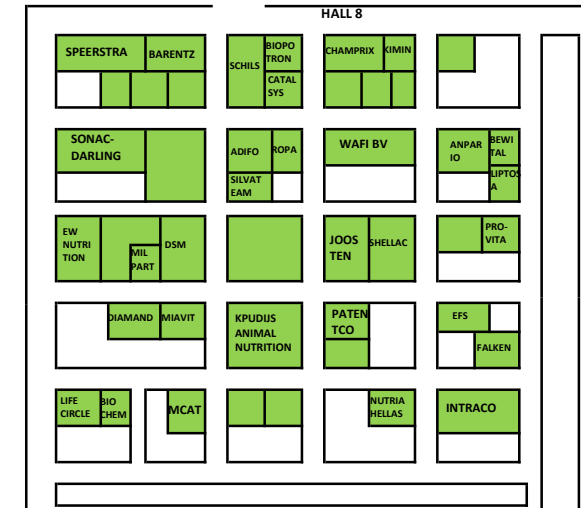 HALL 8
SPEERSTRA
BARENTZ
SCHILS
BIOPO
TRON
CATAL
SYS
CHAMPRIX
KIMIN
SONAC-
DARLING
ADIFO
ROPA
SILVAT
EAM
WAFI BV
ANPAR
IO
BEWI
TAL
LIPTOS
A
EW
NUTRI
TION
MIL
PART
DSM
JOOS
TEN
SHELLAC
PRO-
VITA
DIAMAND
MIAVIT
KPUDIJS
ANIMAL
NUTRITION
PATEN
TCO
EFS
FALKEN
LIFE
CIRCLE
BIO
CHEM
MCAT
NUTRIA
HELLAS
INTRACO